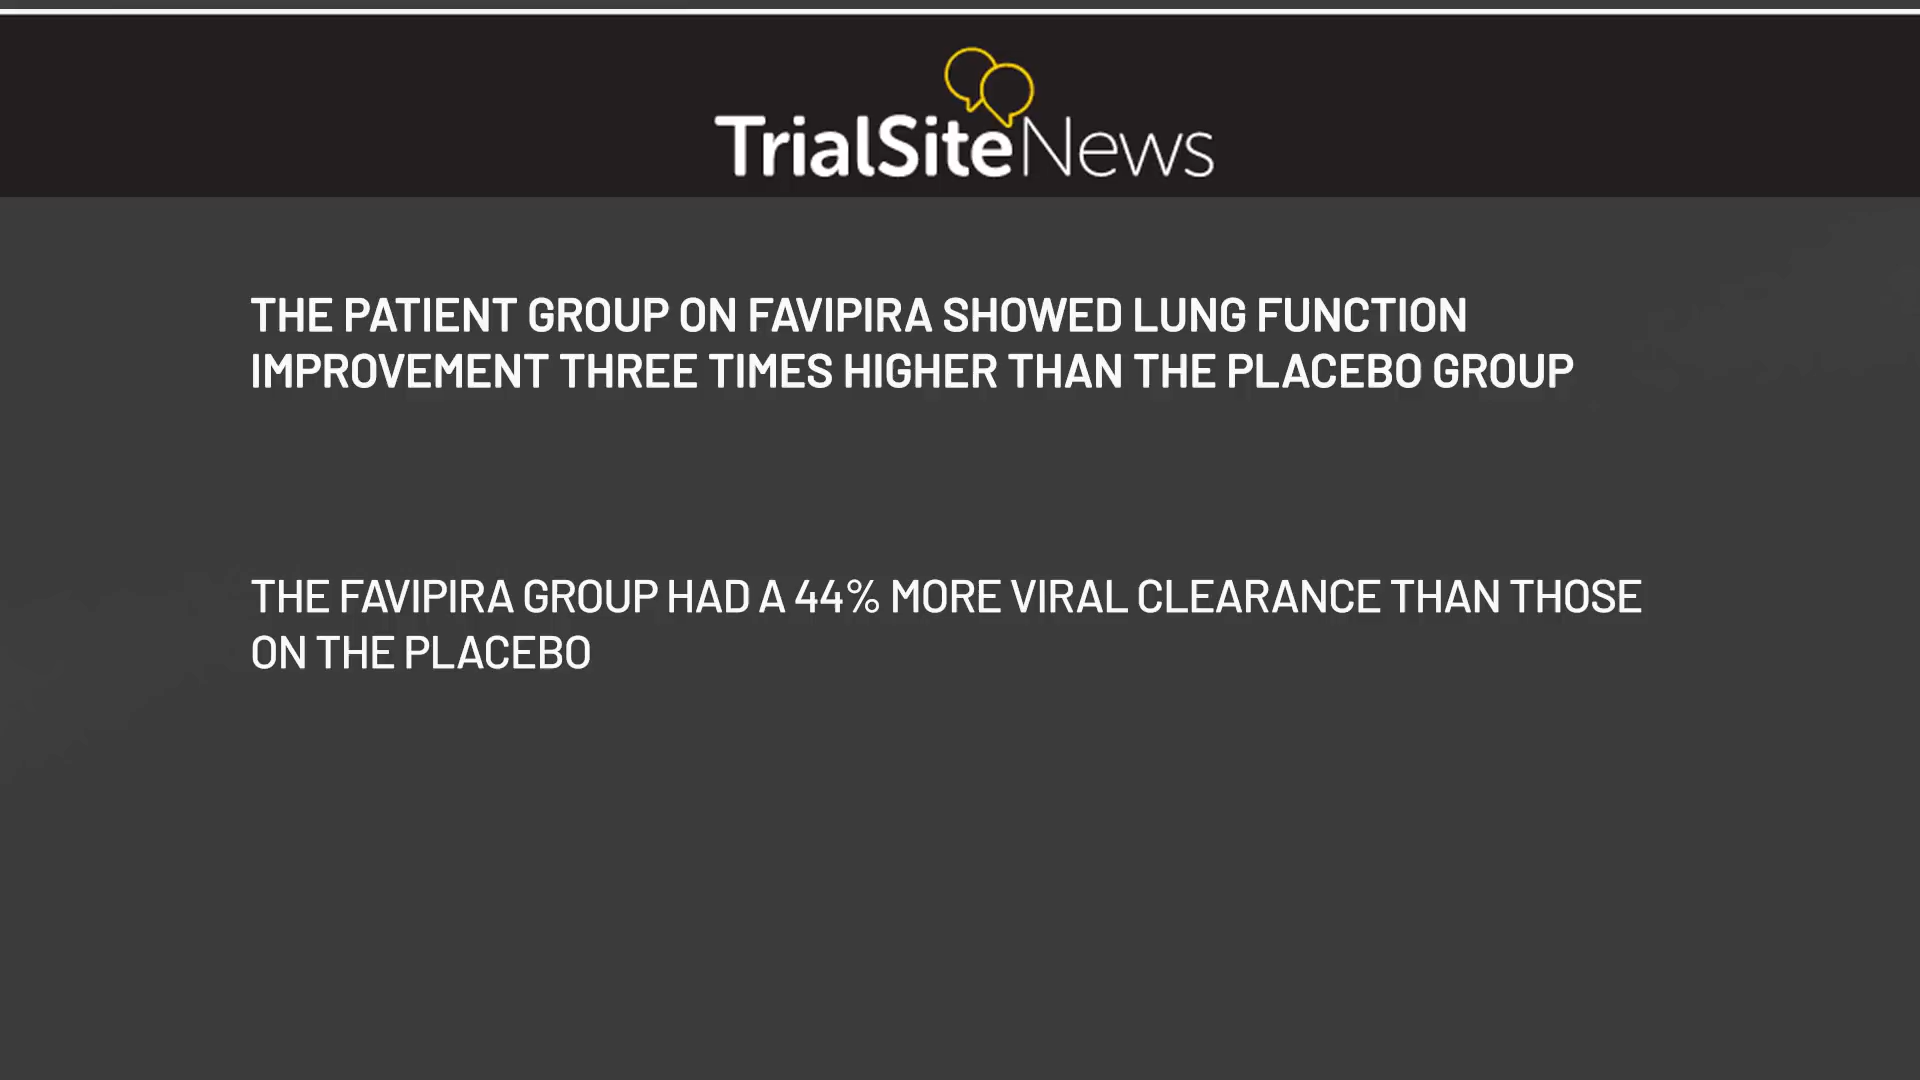 TrialSiteNews
THE PATIENT GROUP ON FAVIPIRA SHOWED LUNG FUNCTION
IMPROVEMENT THREE TIMES HIGHER THAN THE PLACEBO GROUP
THE FAVIPIRA GROUP HAD A 44% MORE VIRAL CLEARANCE THAN THOSE
ON THE PLACEBO